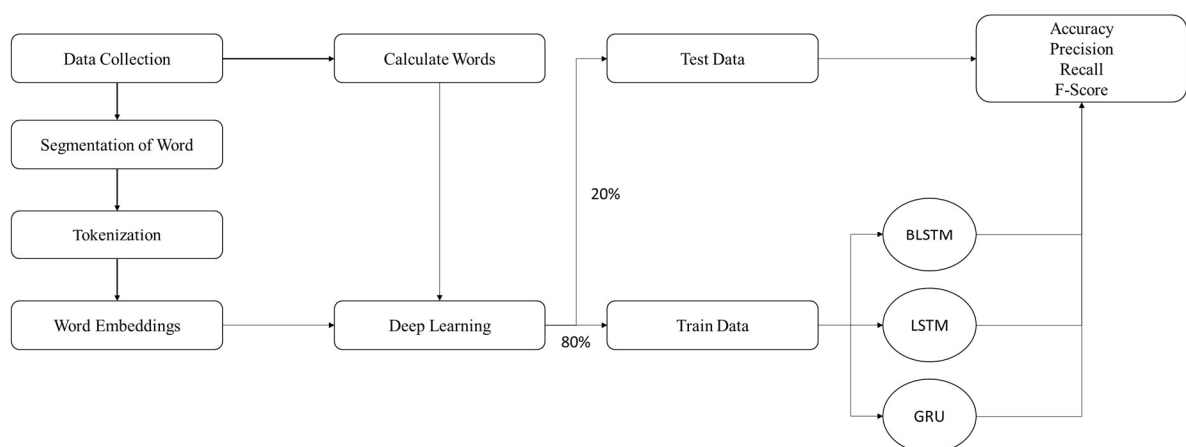 Data Collection
Calculate Words
Test Data
Accuracy
Precision
Recall
F-Score
Segmentation of Word
20%
Tokenization
BLSTM
Word Embeddings
Deep Learning
80%
Train Data
LSTM
GRU